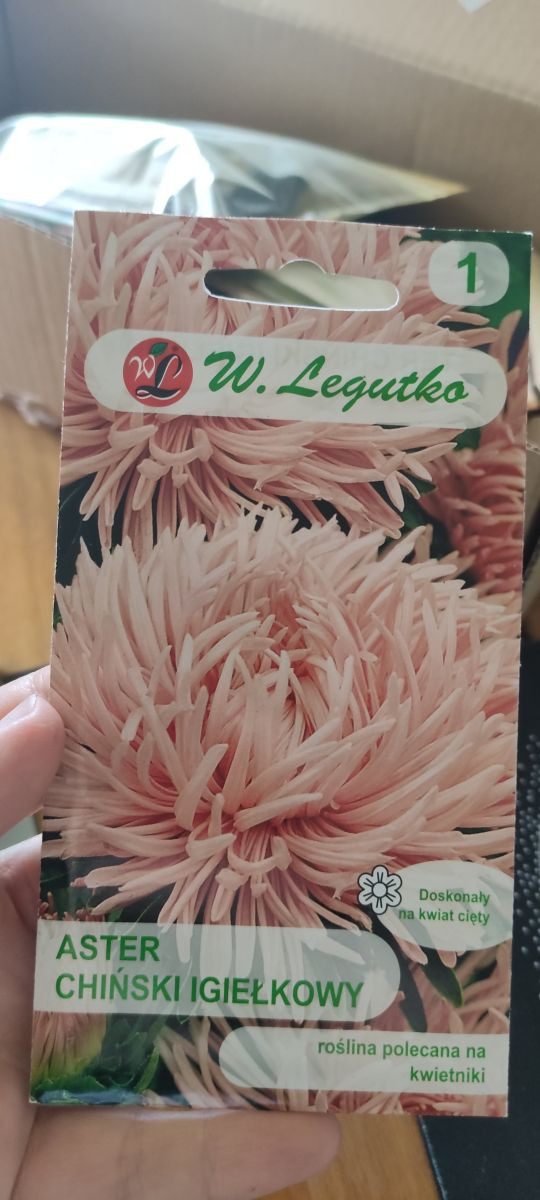 1
WL W. Legutko
Doskonały
na kwiat cięty
ASTER
CHIŃSKI IGIEŁKOWY
roślina polecana na
kwietniki